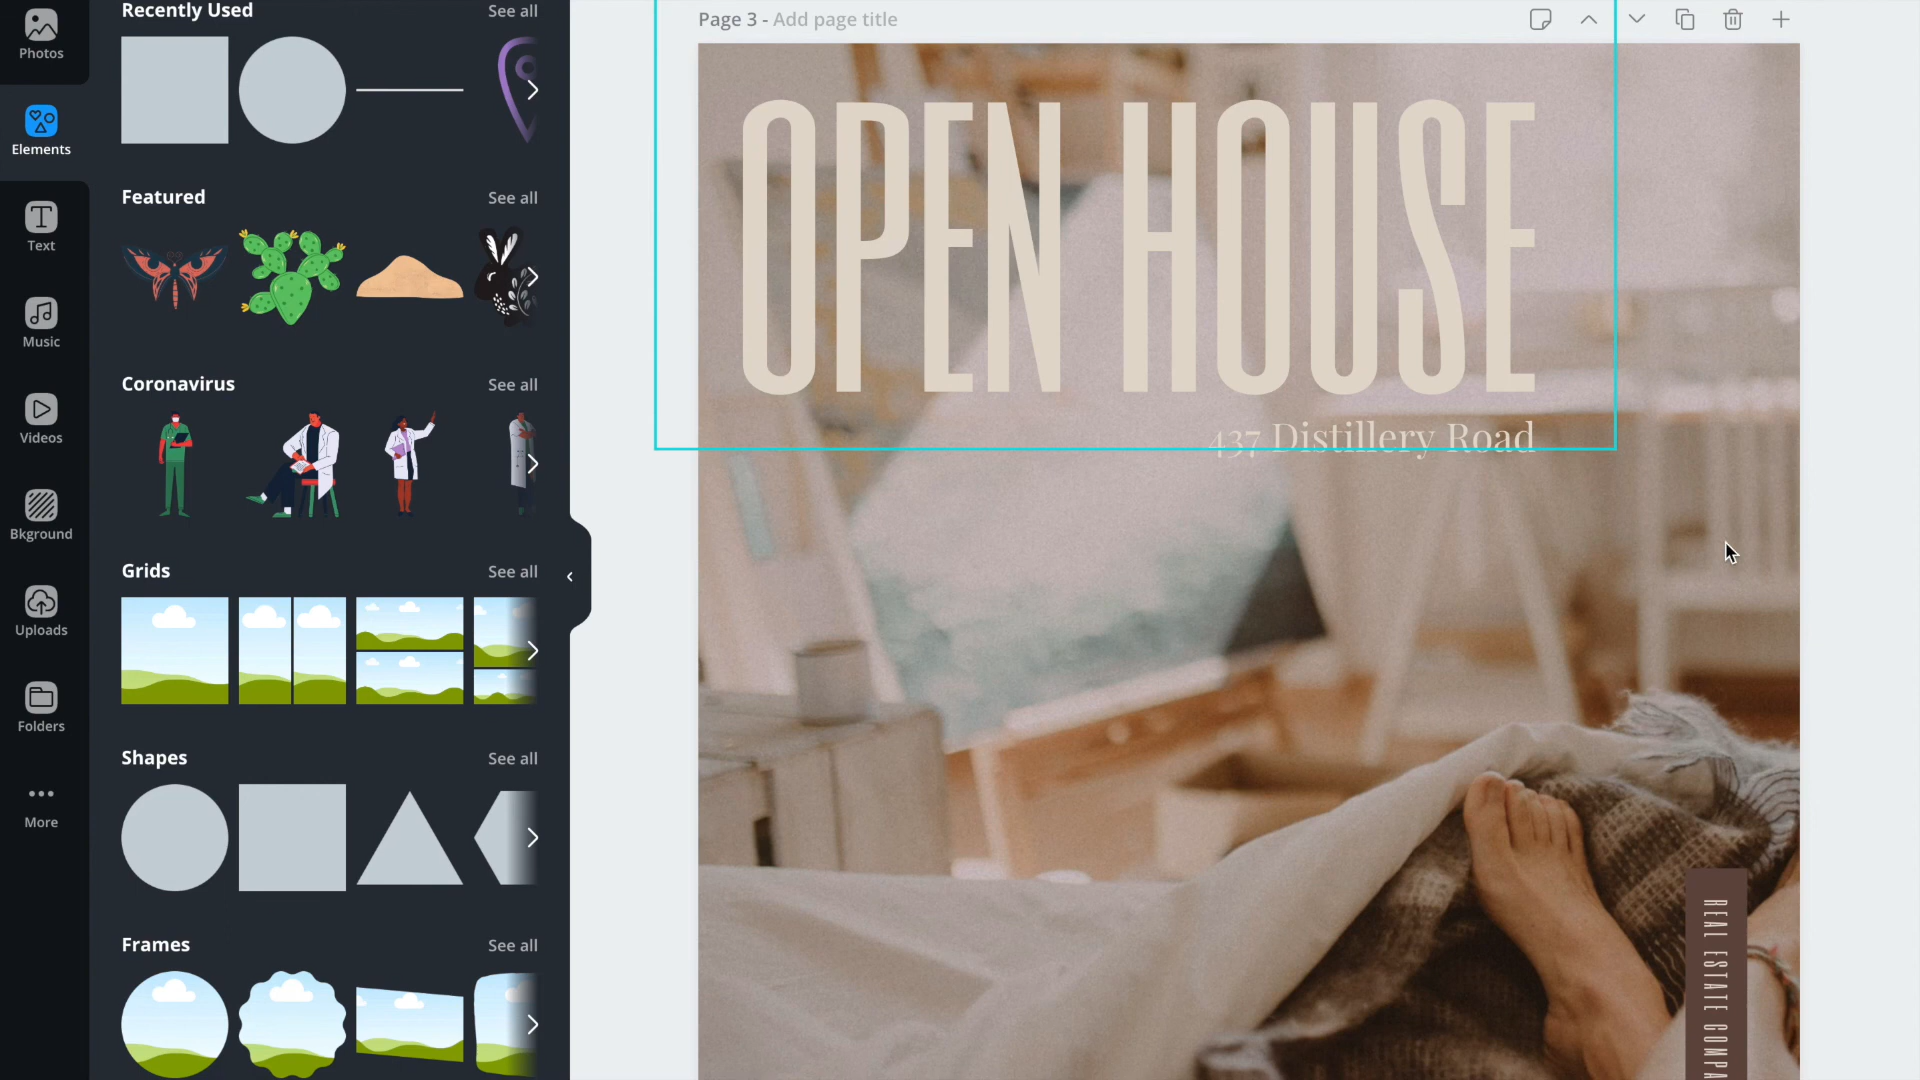 Photos
Elements
Text
Music
Videos
Bkground
Uploads
Folders
More
Recently Used See all
Featured See all
Coronavirus See all
Grids See all
Shapes See all
Frames See all
Page 3 - Add page title
OPEN HOUSE
437 Distillery Road
REAL ESTATE COMPA